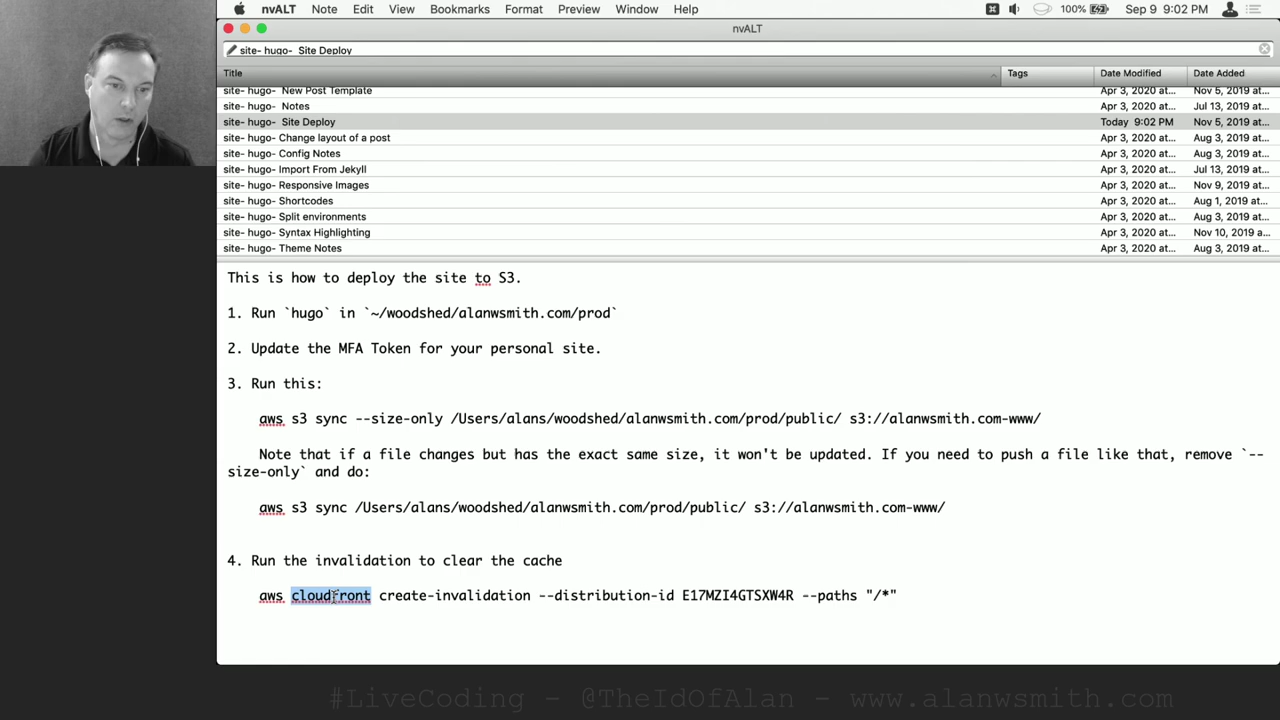 nvALT Note Edit View Bookmarks Format Preview Window Help 100% Sep 9 9:02 PM
nvALT
site- hugo- Site Deploy
Title Tags Date Modified Date Added
site- hugo- New Post Template Apr 3, 2020 at... Nov 5, 2019 at...
site- hugo- Notes Apr 3, 2020 at... Jul 13, 2019 at...
site- hugo- Site Deploy Today 9:02 PM Nov 5, 2019 at...
site- hugo- Change layout of a post Apr 3, 2020 at... Aug 3, 2019 at...
site- hugo- Config Notes Apr 3, 2020 at... Aug 3, 2019 at...
site- hugo- Import From Jekyll Apr 3, 2020 at... Jul 13, 2019 at...
site- hugo- Responsive Images Apr 3, 2020 at... Nov 9, 2019 at...
site- hugo- Shortcodes Apr 3, 2020 at... Aug 1, 2019 at...
site- hugo- Split environments Apr 3, 2020 at... Aug 3, 2019 at...
site- hugo- Syntax Highlighting Apr 3, 2020 at... Nov 10, 2019 a...
site- hugo- Theme Notes Apr 3, 2020 at... Aug 3, 2019 at...
This is how to deploy the site to S3.
1. Run `hugo` in `~/woodshed/alanwsmith.com/prod`
2. Update the MFA Token for your personal site.
3. Run this:
aws s3 sync --size-only /Users/alans/woodshed/alanwsmith.com/prod/public/ s3://alanwsmith.com-www/
Note that if a file changes but has the exact same size, it won't be updated. If you need to push a file like that, remove `--
size-only` and do:
aws s3 sync /Users/alans/woodshed/alanwsmith.com/prod/public/ s3://alanwsmith.com-www/
4. Run the invalidation to clear the cache
aws cloudfront create-invalidation --distribution-id E17MZI4GTSXW4R --paths "/*"
#LiveCoding - @TheIdOfAlan - www.alanwsmith.com